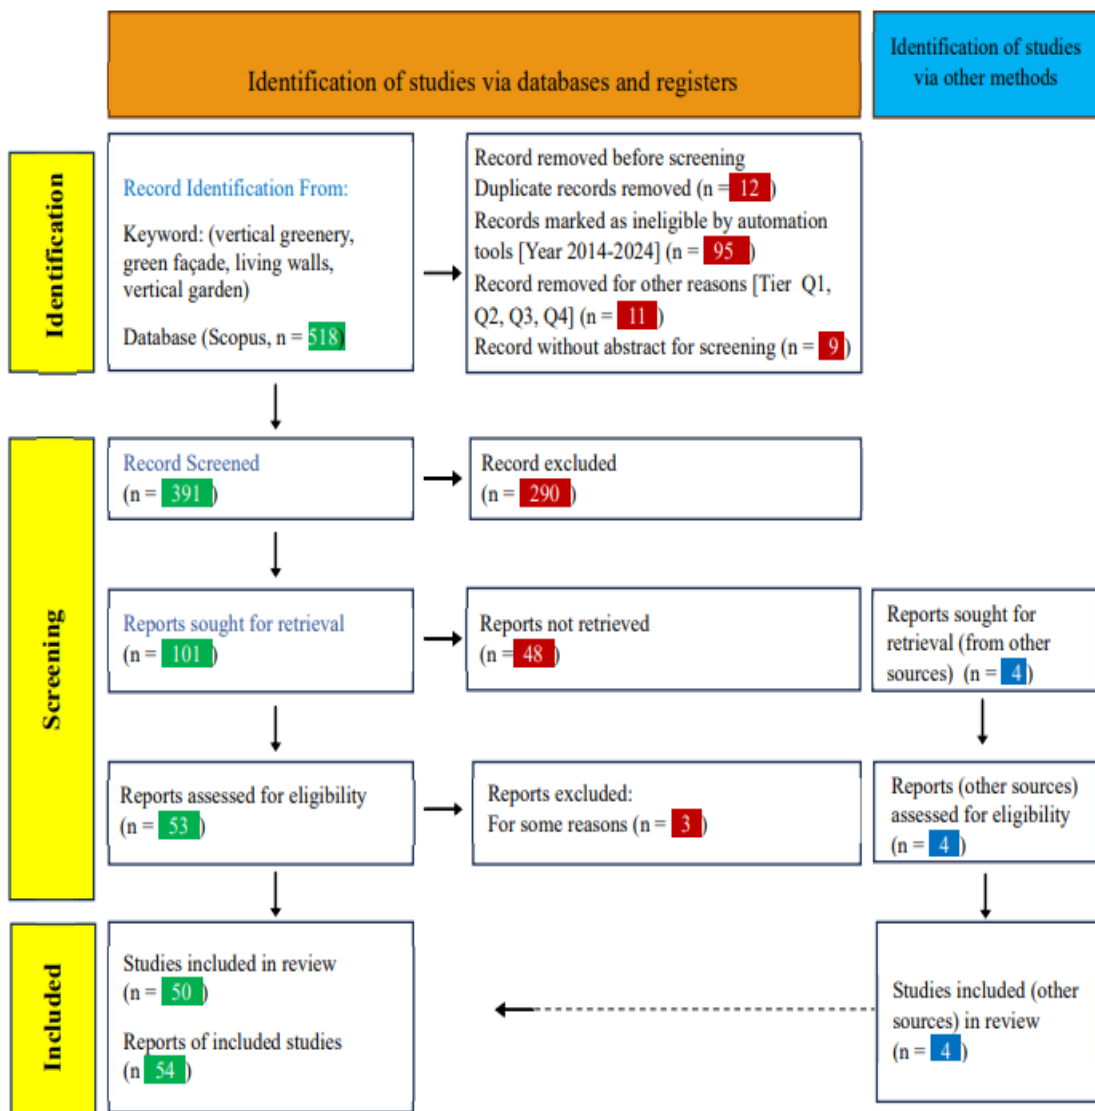 Identification of studies via databases and registers
Identification of studies
via other methods
Identification
Record Identification From:
Keyword: (vertical greenery,
green façade, living walls,
vertical garden)
Database (Scopus, n = 518)
Record removed before screening
Duplicate records removed (n = 12 )
Records marked as ineligible by automation
tools [Year 2014-2024] (n = 95 )
Record removed for other reasons [Tier Q1,
Q2, Q3, Q4] (n = 11 )
Record without abstract for screening (n = 9 )
Screening
Record Screened
(n = 391 )
Record excluded
(n = 290 )
Reports sought for retrieval
(n = 101 )
Reports not retrieved
(n = 48 )
Reports sought for
retrieval (from other
sources) (n = 4 )
Reports assessed for eligibility
(n = 53 )
Reports excluded:
For some reasons (n = 3 )
Reports (other sources)
assessed for eligibility
(n = 4 )
Included
Studies included in review
(n = 50 )
Reports of included studies
(n 54 )
Studies included (other
sources) in review
(n = 4 )